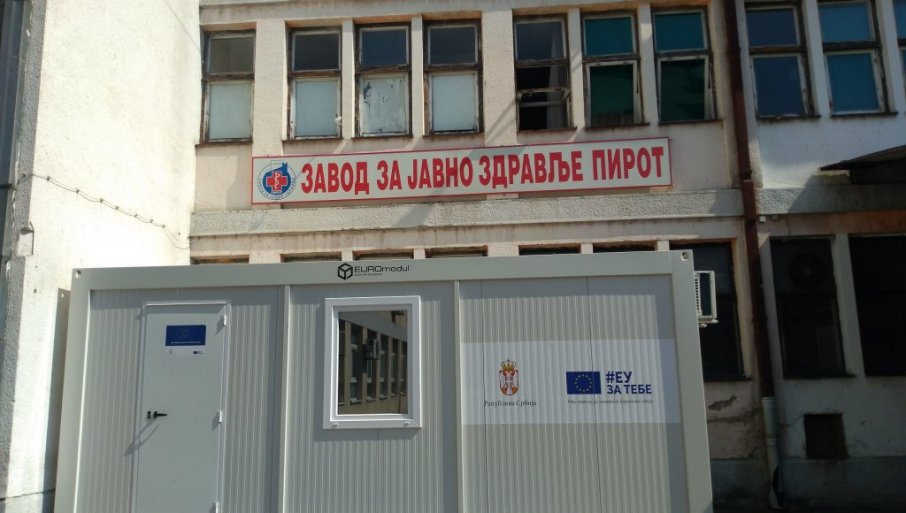 ЗАВОД ЗА ЈАВНО ЗДРАВЉЕ ПИРОТ
EUROmodul
Република Србија
#ЕУ
ЗА ТЕБЕ